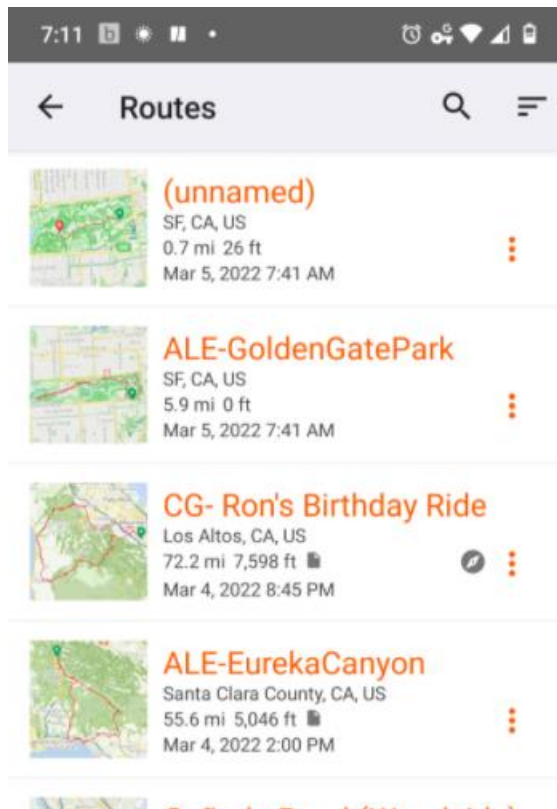 7:11
Routes
(unnamed)
SF, CA, US
0.7 mi 26 ft
Mar 5, 2022 7:41 AM
ALE-GoldenGatePark
SF, CA, US
5.9 mi 0 ft
Mar 5, 2022 7:41 AM
CG- Ron's Birthday Ride
Los Altos, CA, US
72.2 mi 7,598 ft
Mar 4, 2022 8:45 PM
ALE-EurekaCanyon
Santa Clara County, CA, US
55.6 mi 5,046 ft
Mar 4, 2022 2:00 PM